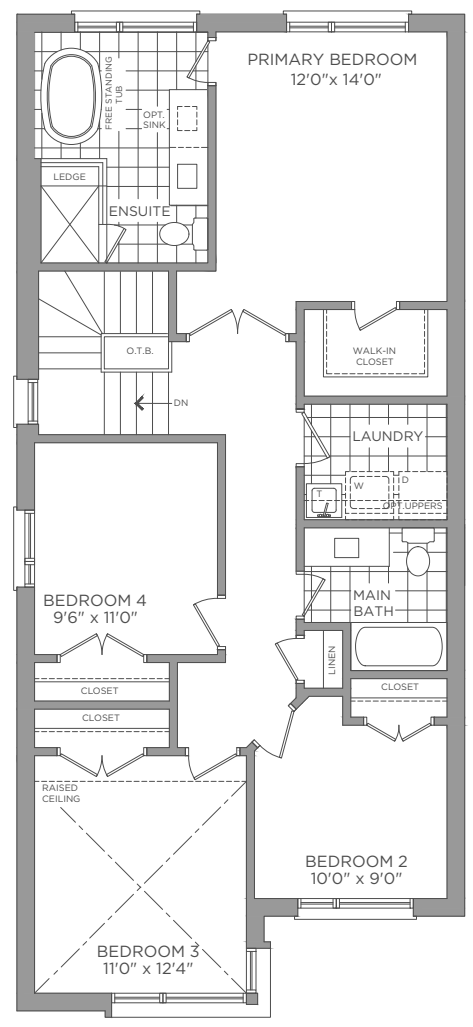 PRIMARY BEDROOM
12'0"x 14'0"
FREE STANDING
TUB
OPT.
SINK
LEDGE
ENSUITE
O.T.B.
DN
WALK-IN
CLOSET
LAUNDRY
W
D
T
OPT.UPPERS
MAIN
BATH
BEDROOM 4
9'6" x 11'0"
LINEN
CLOSET
CLOSET
CLOSET
RAISED
CEILING
BEDROOM 2
10'0" x 9'0"
BEDROOM 3
11'0" x 12'4"